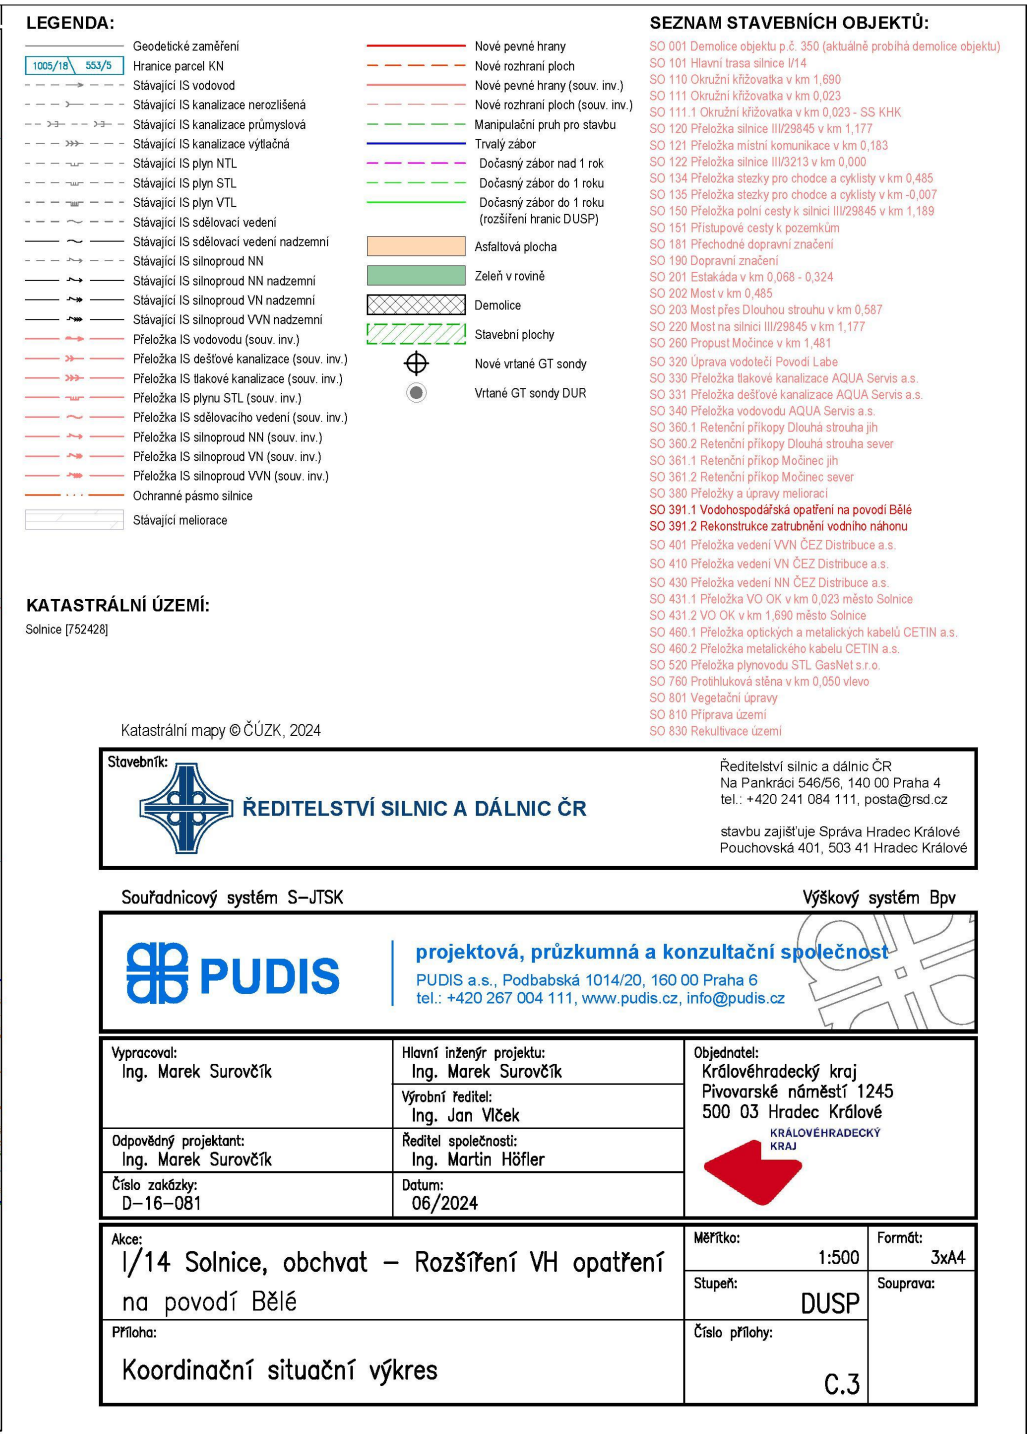 LEGENDA:
Geodetické zaměření
1005/18 553/5 Hranice parcel KN
Stávající IS vodovod
Stávající IS kanalizace nerozlišená
Stávající IS kanalizace průmyslová
Stávající IS kanalizace výtlačná
Stávající IS plyn NTL
Stávající IS plyn STL
Stávající IS plyn VTL
Stávající IS sdělovací vedení
Stávající IS sdělovací vedení nadzemní
Stávající IS silnoproud NN
Stávající IS silnoproud NN nadzemní
Stávající IS silnoproud VN nadzemní
Stávající IS silnoproud VVN nadzemní
Přeložka IS vodovodu (souv. inv.)
Přeložka IS dešťové kanalizace (souv. inv.)
Přeložka IS tlakové kanalizace (souv. inv.)
Přeložka IS plynu STL (souv. inv.)
Přeložka IS sdělovacího vedení (souv. inv.)
Přeložka IS silnoproud NN (souv. inv.)
Přeložka IS silnoproud VN (souv. inv.)
Přeložka IS silnoproud VVN (souv. inv.)
Ochranné pásmo silnice
Stávající meliorace
Nové pevné hrany
Nové rozhraní ploch
Nové pevné hrany (souv. inv.)
Nové rozhraní ploch (souv. inv.)
Manipulační pruh pro stavbu
Trvalý zábor
Dočasný zábor nad 1 rok
Dočasný zábor do 1 roku
Dočasný zábor do 1 roku
(rozšíření hranic DUSP)
Asfaltová plocha
Zeleň v rovině
Demolice
Stavební plochy
Nové vrtané GT sondy
Vrtané GT sondy DUR
SEZNAM STAVEBNÍCH OBJEKTŮ:
SO 001 Demolice objektu p.č. 350 (aktuálně probíhá demolice objektu)
SO 101 Hlavní trasa silnice I/14
SO 110 Okružní křižovatka v km 1,690
SO 111 Okružní křižovatka v km 0,023
SO 111.1 Okružní křižovatka v km 0,023 - SS KHK
SO 120 Přeložka silnice III/29845 v km 1,177
SO 121 Přeložka místní komunikace v km 0,183
SO 122 Přeložka silnice III/3213 v km 0,000
SO 134 Přeložka stezky pro chodce a cyklisty v km 0,485
SO 135 Přeložka stezky pro chodce a cyklisty v km -0,007
SO 150 Přeložka polní cesty k silnici III/29845 v km 1,189
SO 151 Přístupové cesty k pozemkům
SO 181 Přechodné dopravní značení
SO 190 Dopravní značení
SO 201 Estakáda v km 0,068 - 0,324
SO 202 Most v km 0,485
SO 203 Most přes Dlouhou strouhu v km 0,587
SO 220 Most na silnici III/29845 v km 1,177
SO 260 Propust Močince v km 1,481
SO 320 Úprava vodotečí Povodí Labe
SO 330 Přeložka tlakové kanalizace AQUA Servis a.s.
SO 331 Přeložka dešťové kanalizace AQUA Servis a.s.
SO 340 Přeložka vodovodu AQUA Servis a.s.
SO 360.1 Retenční příkopy Dlouhá strouha jih
SO 360.2 Retenční příkopy Dlouhá strouha sever
SO 361.1 Retenční příkop Močinec jih
SO 361.2 Retenční příkop Močinec sever
SO 380 Přeložky a úpravy meliorací
SO 391.1 Vodohospodářská opatření na povodí Bělé
SO 391.2 Rekonstrukce zatrubnění vodního náhonu
SO 401 Přeložka vedení VVN ČEZ Distribuce a.s.
SO 410 Přeložka vedení VN ČEZ Distribuce a.s.
SO 430 Přeložka vedení NN ČEZ Distribuce a.s.
SO 431.1 Přeložka VO OK v km 0,023 město Solnice
SO 431.2 VO OK v km 1,690 město Solnice
SO 460.1 Přeložka optických a metalických kabelů CETIN a.s.
SO 460.2 Přeložka metalického kabelu CETIN a.s.
SO 520 Přeložka plynovodu STL GasNet s.r.o.
SO 760 Protihluková stěna v km 0,050 vlevo
SO 801 Vegetační úpravy
SO 810 Příprava území
SO 830 Rekultivace území
KATASTRÁLNÍ ÚZEMÍ:
Solnice [752428]
Katastrální mapy © ČÚZK, 2024
Stavebník:
ŘEDITELSTVÍ SILNIC A DÁLNIC ČR
Ředitelství silnic a dálnic ČR
Na Pankráci 546/56, 140 00 Praha 4
tel.: +420 241 084 111, posta@rsd.cz
stavbu zajišťuje Správa Hradec Králové
Pouchovská 401, 503 41 Hradec Králové
Souřadnicový systém S-JTSK
Výškový systém Bpv
PUDIS
projektová, průzkumná a konzultační společnost
PUDIS a.s., Podbabská 1014/20, 160 00 Praha 6
tel.: +420 267 004 111, www.pudis.cz, info@pudis.cz
Vypracoval:
Ing. Marek Surovčík
Hlavní inženýr projektu:
Ing. Marek Surovčík
Výrobní ředitel:
Ing. Jan Vlček
Odpovědný projektant:
Ing. Marek Surovčík
Ředitel společnosti:
Ing. Martin Höfler
Číslo zakázky:
D-16-081
Datum:
06/2024
Objednatel:
Královéhradecký kraj
Pivovarské náměstí 1245
500 03 Hradec Králové
KRÁLOVÉHRADECKÝ
KRAJ
Akce:
I/14 Solnice, obchvat – Rozšíření VH opatření
na povodí Bělé
Příloha:
Koordinační situační výkres
Měřítko:
1:500
Formát:
3xA4
Stupeň:
DUSP
Souprava:
Číslo přílohy:
C.3